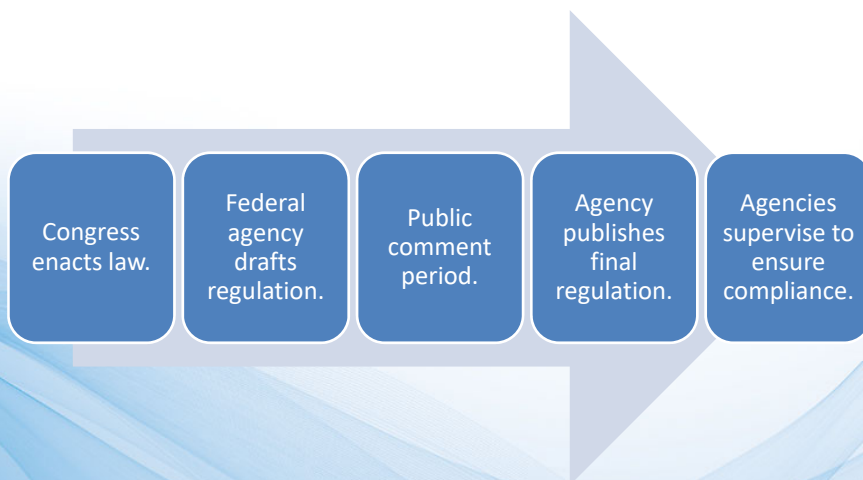 Congress
enacts law.
Federal
agency
drafts
regulation.
Public
comment
period.
Agency
publishes
final
regulation.
Agencies
supervise to
ensure
compliance.